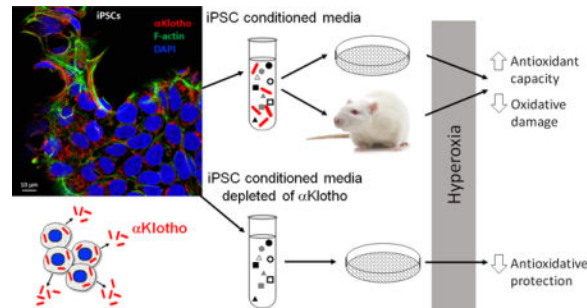 iPSCs
αKlotho
F-actin
DAPI
10 μm
iPSC conditioned media
Antioxidant
capacity
Oxidative
damage
Hyperoxia
iPSC conditioned media
depleted of αKlotho
αKlotho
Antioxidative
protection